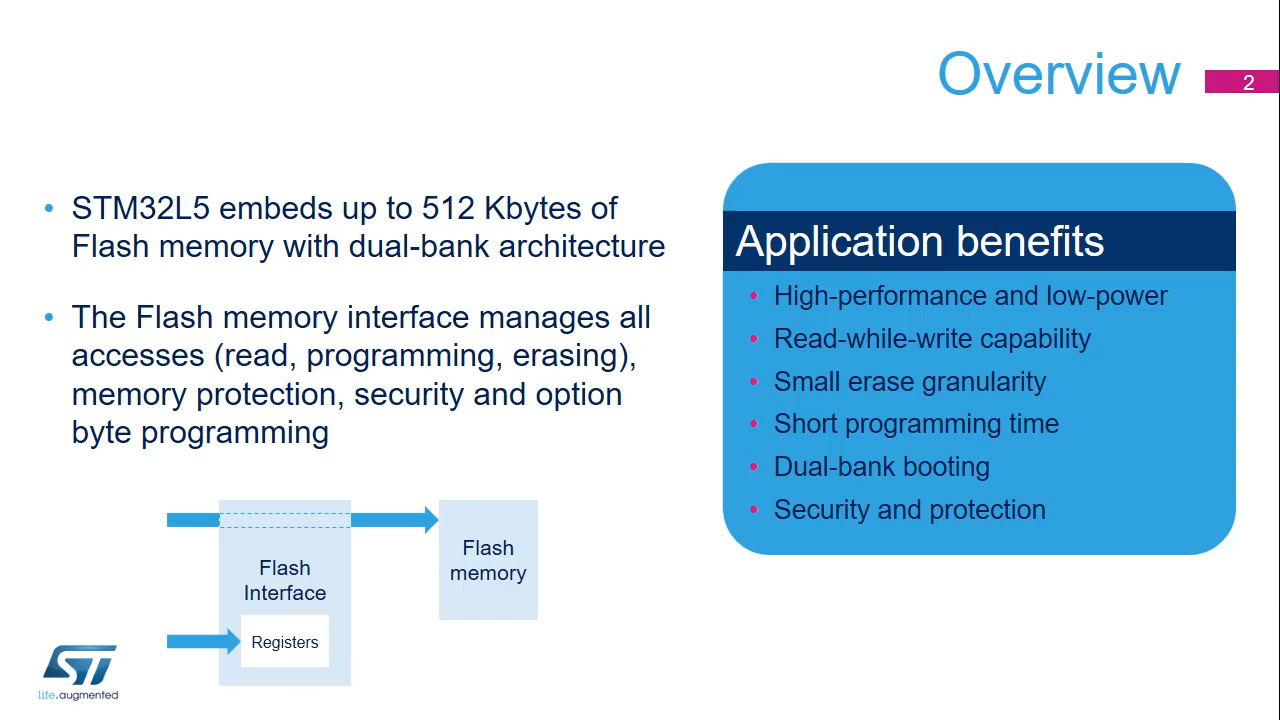 Overview
2
• STM32L5 embeds up to 512 Kbytes of
Flash memory with dual-bank architecture
• The Flash memory interface manages all
accesses (read, programming, erasing),
memory protection, security and option
byte programming
Application benefits
• High-performance and low-power
• Read-while-write capability
• Small erase granularity
• Short programming time
• Dual-bank booting
• Security and protection
Flash
Interface
Registers
Flash
memory
ST
life.augmented